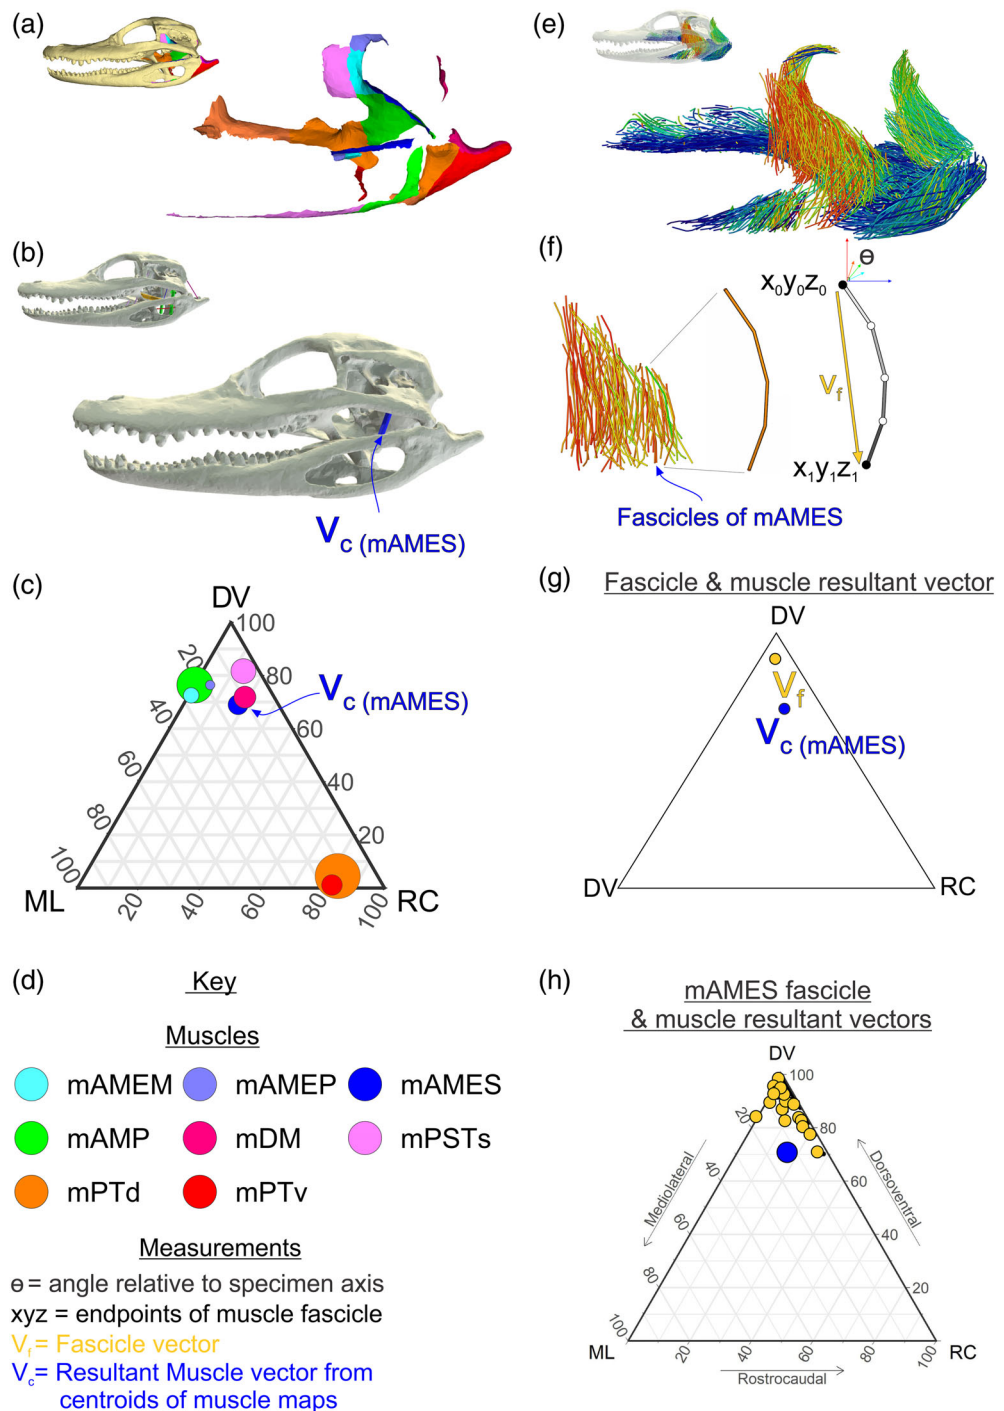 (a)
(b)
V c (mAMES)
(c)
DV
100
80
60
40
20
20
40
60
80
100
20
40
60
80
100
V c (mAMES)
ML
RC
(d)
Key
Muscles
mAMEM mAMEP mAMES
mAMP mDM mPSTs
mPTd mPTv
Measurements
ɵ = angle relative to specimen axis
xyz = endpoints of muscle fascicle
Vf = Fascicle vector
Vc = Resultant Muscle vector from
centroids of muscle maps
(e)
(f)
ɵ
x0y0z0
Vf
x1y1z1
Fascicles of mAMES
(g)
Fascicle & muscle resultant vector
DV
Vf
Vc (mAMES)
DV
RC
(h)
mAMES fascicle
& muscle resultant vectors
DV
100
80
60
40
20
20
40
60
80
100
20
40
60
80
100
Mediolateral
Dorsoventral
ML
RC
Rostrocaudal